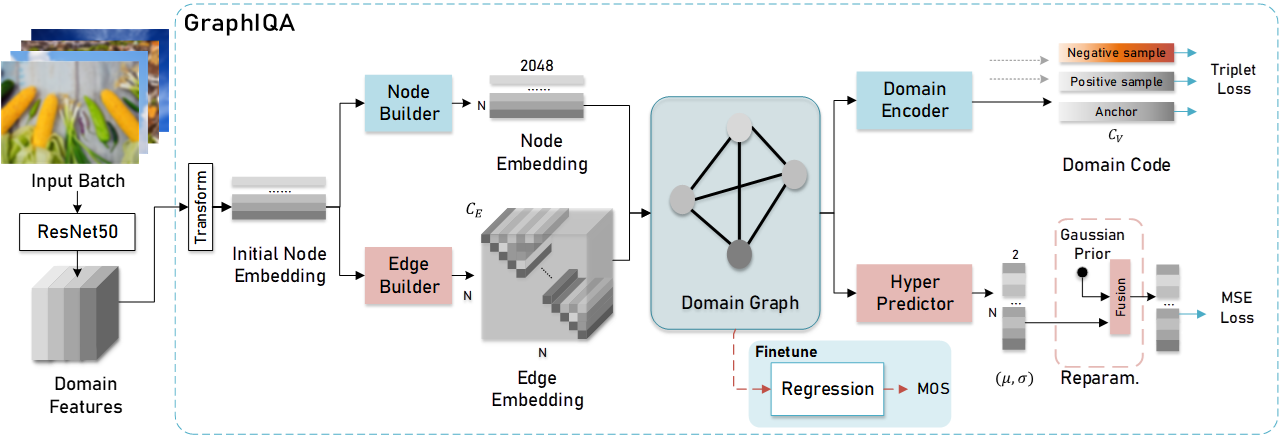 GraphIQA
Input Batch
ResNet50
Domain
Features
Transform
......
Initial Node
Embedding
Node
Builder
N
2048
......
Node
Embedding
Edge
Builder
N
C_E
......
N
Edge
Embedding
Domain Graph
Domain
Encoder
Negative sample
Positive sample
Anchor
C_V
Domain Code
Triplet
Loss
Hyper
Predictor
2
...
N
(μ, σ)
Gaussian
Prior
Fusion
Reparam.
...
MSE
Loss
Finetune
Regression
MOS